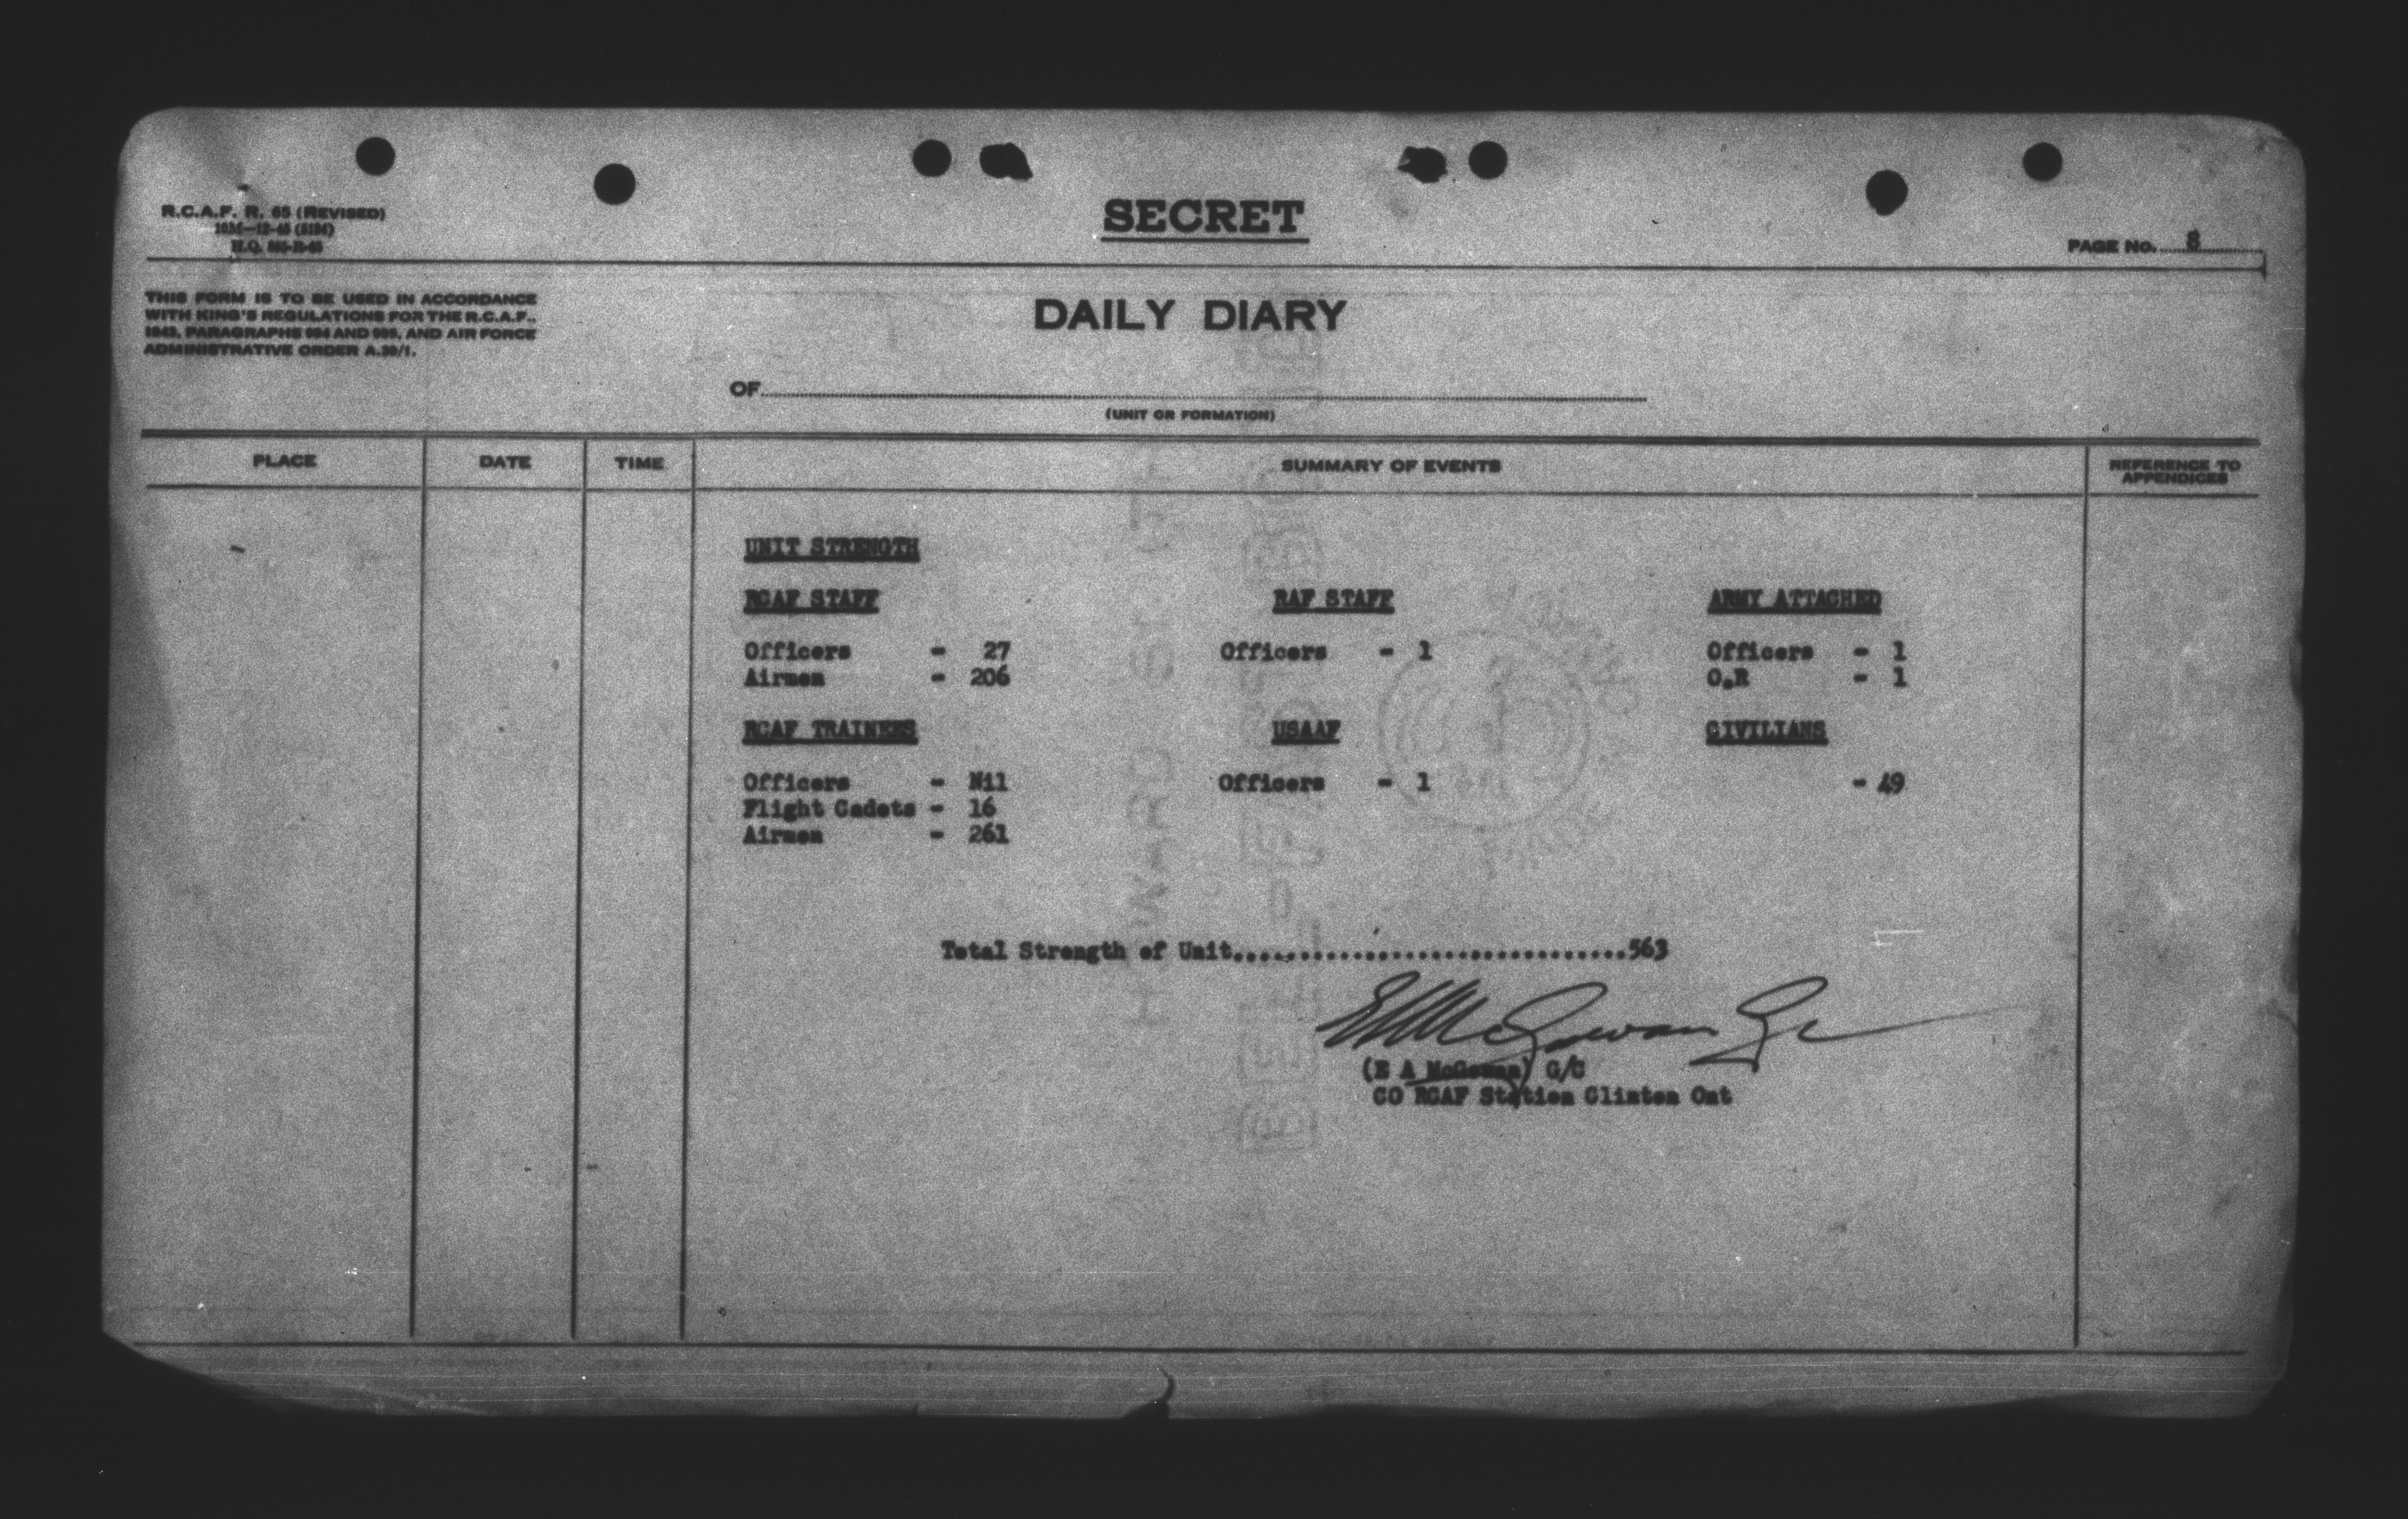 R.C.A.F. R. 65 (REVISED)
H.Q.
SECRET
PAGE No. 8
THIS FORM IS TO BE USED IN ACCORDANCE
WITH KING'S REGULATIONS FOR THE R.C.A.F.,
1943, PARAGRAPHS 994 AND 995, AND AIR FORCE
ADMINISTRATIVE ORDER A.39/1.
DAILY DIARY
OF
(UNIT OR FORMATION)
PLACE DATE TIME SUMMARY OF EVENTS REFERENCE TO
APPENDICES
UNIT STRENGTH
RCAF STAFF RAF STAFF ARMY ATTACHED
Officers - 27 Officers - 1 Officers - 1
Airmen - 206 O.R - 1
RCAF TRAINEES USAAF CIVILIANS
Officers - Nil Officers - 1 - 49
Flight Cadets - 16
Airmen - 261
Total Strength of Unit..............................563
EAMcGowan Gc
(E A McGowan) G/C
CO RCAF Station Clinton Ont